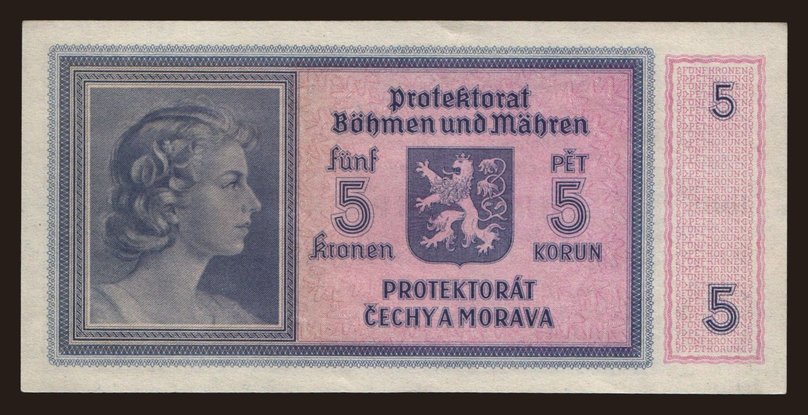 Protektorat
Böhmen und Mähren
fünf
PĚT
5
5
Kronen
KORUN
PROTEKTORÁT
ČECHY A MORAVA
5
5